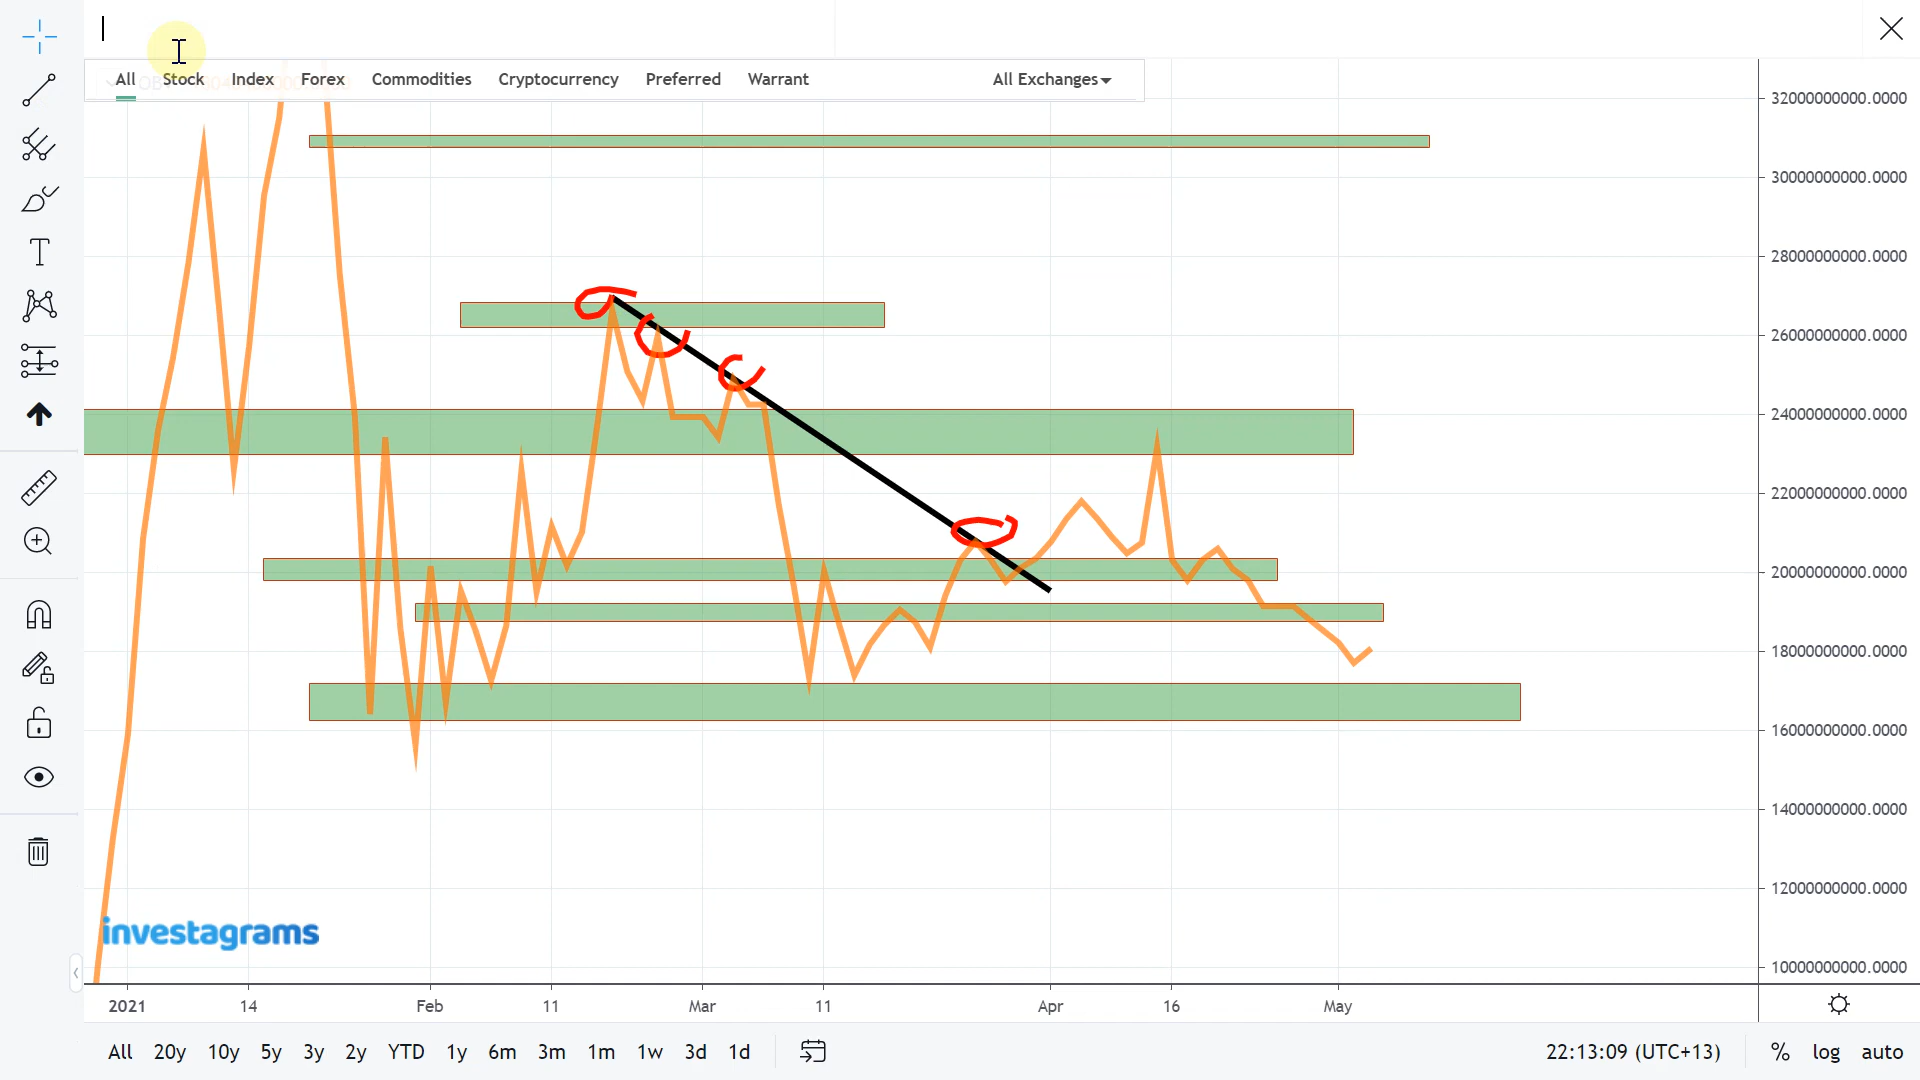 All Stock Index Forex Commodities Cryptocurrency Preferred Warrant All Exchanges
32000000000.0000
30000000000.0000
28000000000.0000
26000000000.0000
24000000000.0000
22000000000.0000
20000000000.0000
18000000000.0000
16000000000.0000
14000000000.0000
12000000000.0000
10000000000.0000
T
investagrams
2021 14 Feb 11 Mar 11 Apr 16 May
All 20y 10y 5y 3y 2y YTD 1y 6m 3m 1m 1w 3d 1d 22:13:09 (UTC+13) % log auto